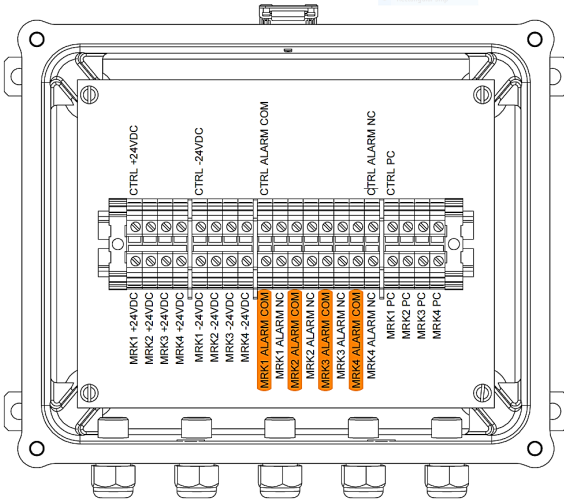 CTRL +24VDC
CTRL -24VDC
CTRL ALARM COM
CTRL ALARM NC
CTRL PC
MRK1 +24VDC
MRK2 +24VDC
MRK3 +24VDC
MRK4 +24VDC
MRK1 -24VDC
MRK2 -24VDC
MRK3 -24VDC
MRK4 -24VDC
MRK1 ALARM COM
MRK1 ALARM NC
MRK2 ALARM COM
MRK2 ALARM NC
MRK3 ALARM COM
MRK3 ALARM NC
MRK4 ALARM COM
MRK4 ALARM NC
MRK1 PC
MRK2 PC
MRK3 PC
MRK4 PC